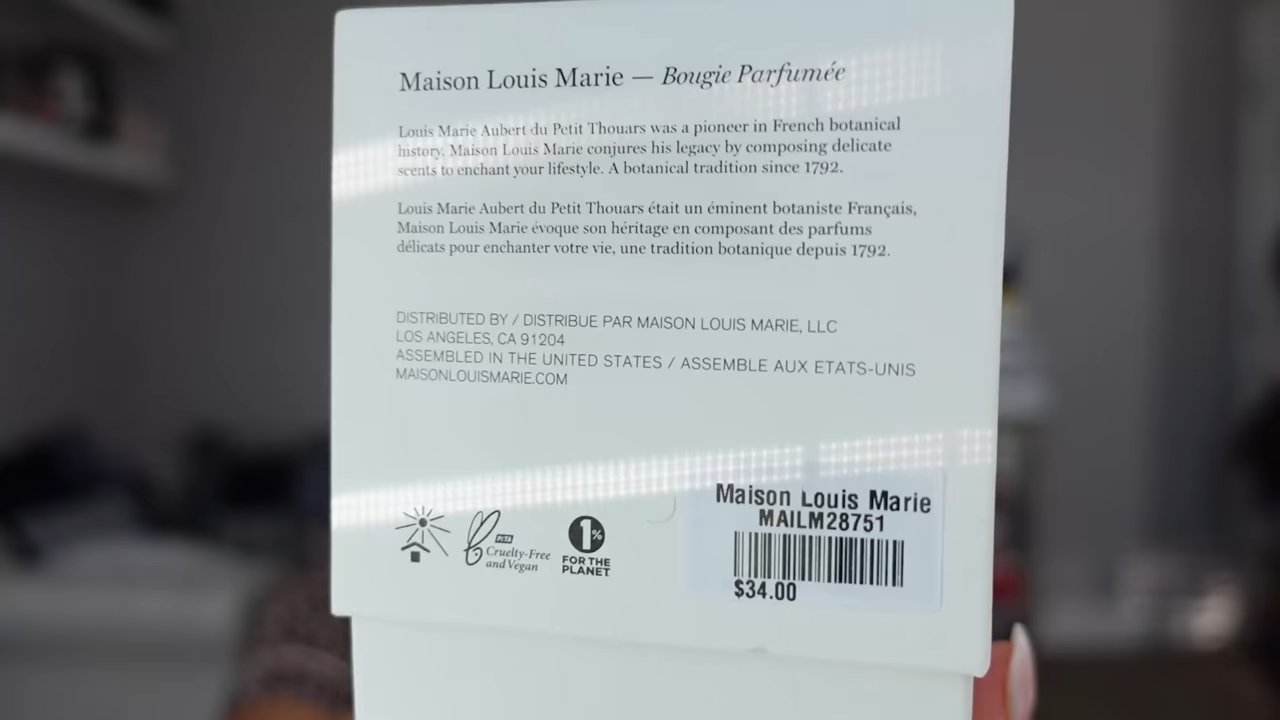 Maison Louis Marie — Bougie Parfumée
Louis Marie Aubert du Petit Thouars was a pioneer in French botanical
history. Maison Louis Marie conjures his legacy by composing delicate
scents to enchant your lifestyle. A botanical tradition since 1792.
Louis Marie Aubert du Petit Thouars était un éminent botaniste Français,
Maison Louis Marie évoque son héritage en composant des parfums
délicats pour enchanter votre vie, une tradition botanique depuis 1792.
DISTRIBUTED BY / DISTRIBUE PAR MAISON LOUIS MARIE, LLC
LOS ANGELES, CA 91204
ASSEMBLED IN THE UNITED STATES / ASSEMBLE AUX ETATS-UNIS
MAISONLOUISMARIE.COM
PETA
Cruelty-Free
and Vegan
1%
FOR THE
PLANET
Maison Louis Marie
MAILM28751
$34.00